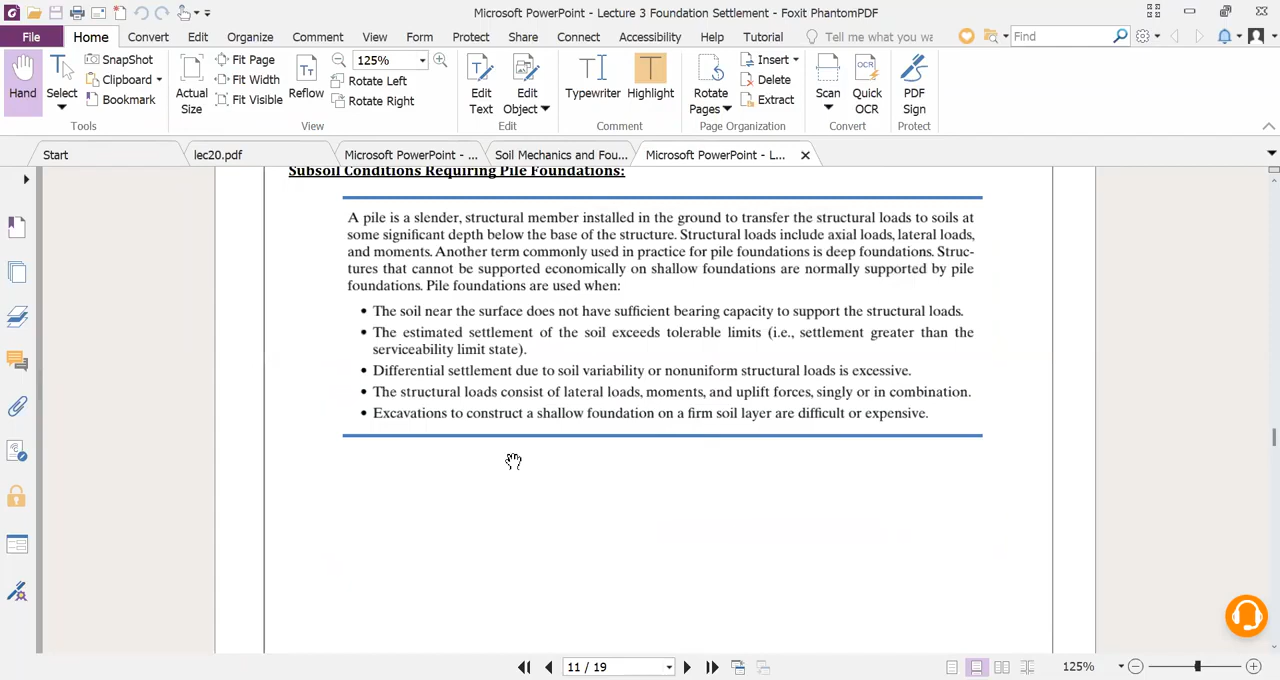 Microsoft PowerPoint - Lecture 3 Foundation Settlement - Foxit PhantomPDF
File Home Convert Edit Organize Comment View Form Protect Share Connect Accessibility Help Tutorial Tell me what you wa Find
Hand
Select
SnapShot
Clipboard
Bookmark
Tools
Actual
Size
Fit Page
Fit Width
Fit Visible
Reflow
125%
Rotate Left
Rotate Right
View
Edit
Text
Edit
Object
Edit
Typewriter
Highlight
Comment
Rotate
Pages
Insert
Delete
Extract
Page Organization
Scan
Quick
OCR
Convert
PDF
Sign
Protect
Start lec20.pdf Microsoft PowerPoint - ... Soil Mechanics and Fou... Microsoft PowerPoint - L...
Subsoil Conditions Requiring Pile Foundations:
A pile is a slender, structural member installed in the ground to transfer the structural loads to soils at
some significant depth below the base of the structure. Structural loads include axial loads, lateral loads,
and moments. Another term commonly used in practice for pile foundations is deep foundations. Struc-
tures that cannot be supported economically on shallow foundations are normally supported by pile
foundations. Pile foundations are used when:
• The soil near the surface does not have sufficient bearing capacity to support the structural loads.
• The estimated settlement of the soil exceeds tolerable limits (i.e., settlement greater than the
serviceability limit state).
• Differential settlement due to soil variability or nonuniform structural loads is excessive.
• The structural loads consist of lateral loads, moments, and uplift forces, singly or in combination.
• Excavations to construct a shallow foundation on a firm soil layer are difficult or expensive.
11 / 19
125%